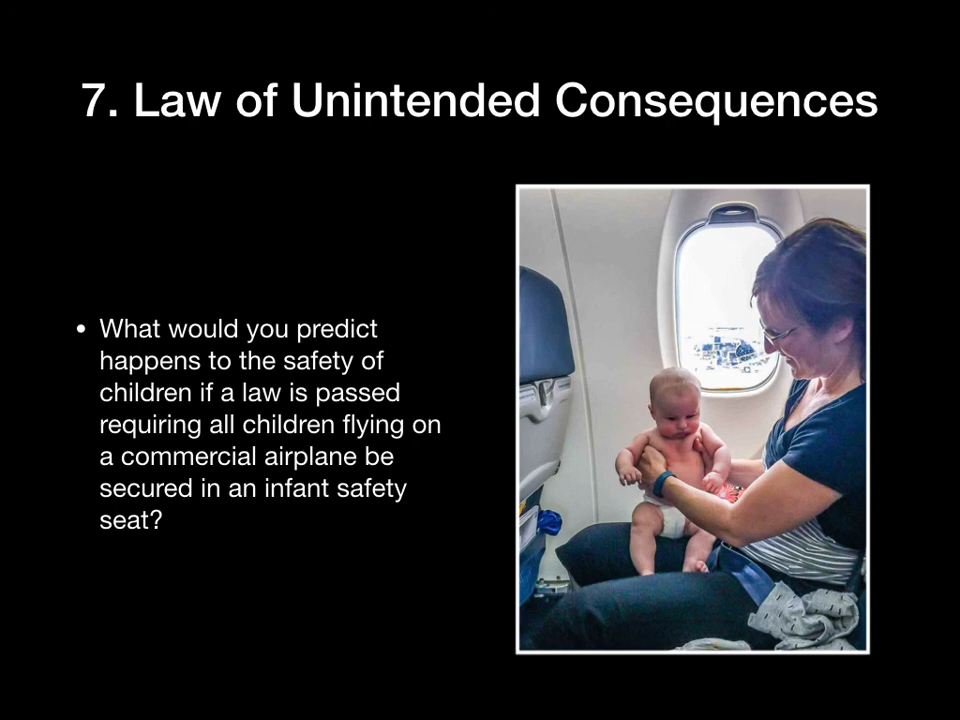 7. Law of Unintended Consequences
• What would you predict
happens to the safety of
children if a law is passed
requiring all children flying on
a commercial airplane be
secured in an infant safety
seat?